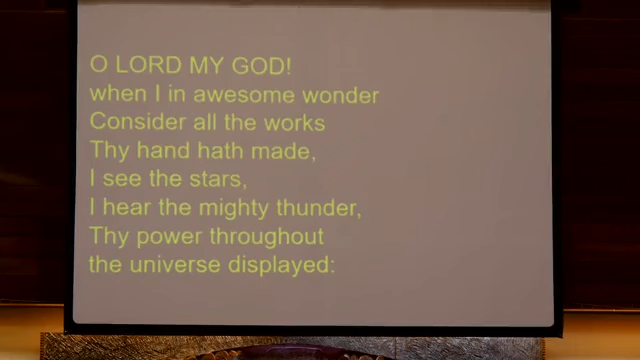 O LORD MY GOD!
when I in awesome wonder
Consider all the works
Thy hand hath made,
I see the stars,
I hear the mighty thunder,
Thy power throughout
the universe displayed: